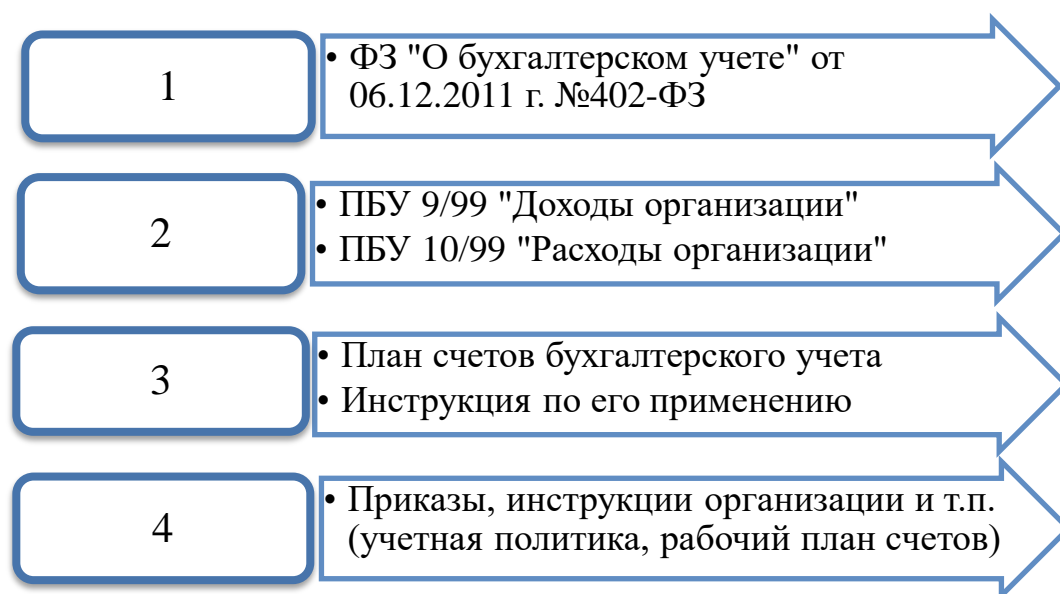 1
• ФЗ "О бухгалтерском учете" от
06.12.2011 г. №402-ФЗ
2
• ПБУ 9/99 "Доходы организации"
• ПБУ 10/99 "Расходы организации"
3
• План счетов бухгалтерского учета
• Инструкция по его применению
4
• Приказы, инструкции организации и т.п.
(учетная политика, рабочий план счетов)